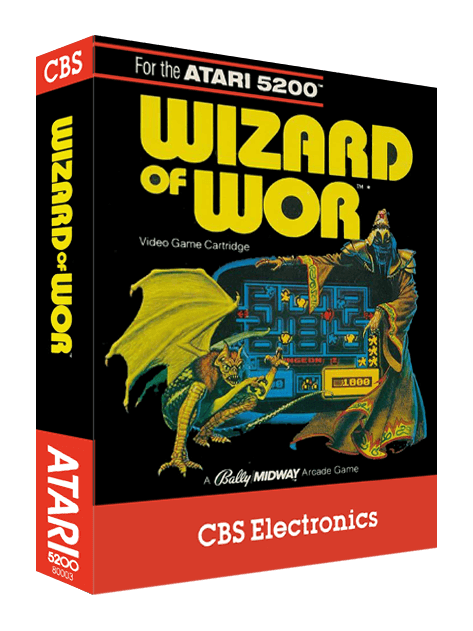 CBS
WIZARD OF WOR
ATARI
5200
80003
For the ATARI 5200™
WIZARD
OF WOR™
Video Game Cartridge
DUNGEON: I
1800
A Bally MIDWAY Arcade Game
CBS Electronics